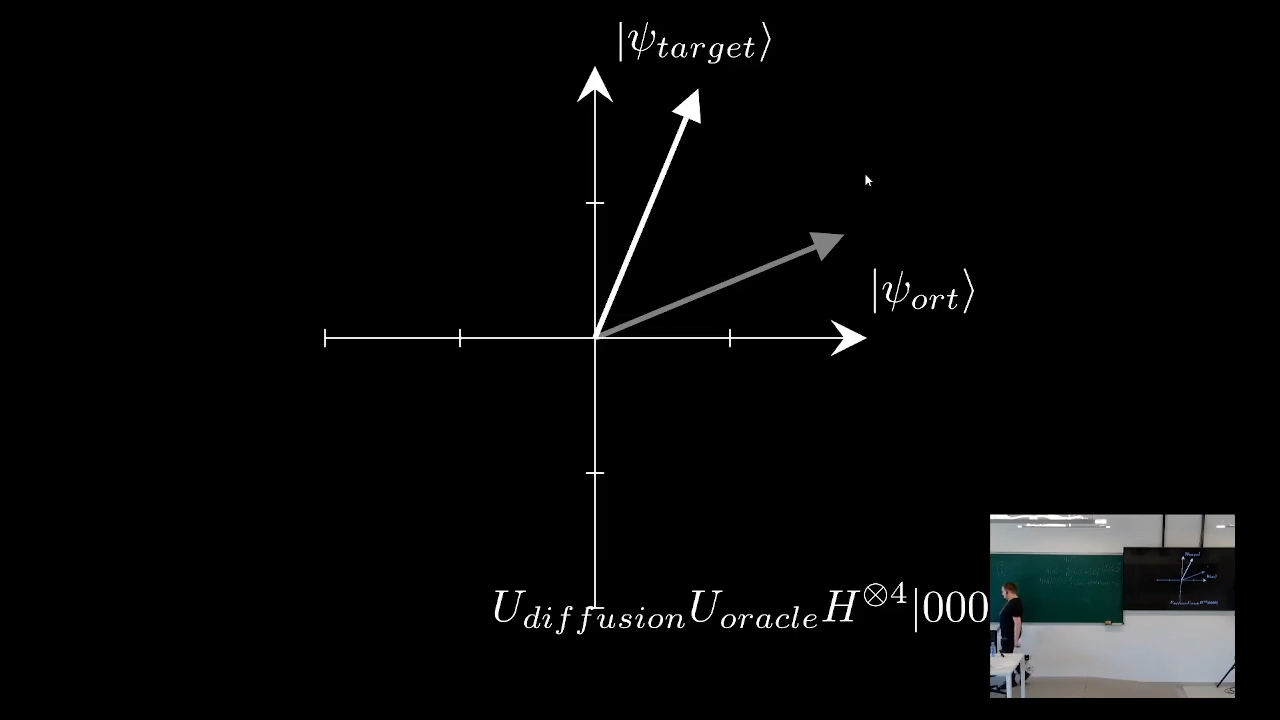 |ψ_target⟩
|ψ_ort⟩
U_diffusion U_oracle H^⊗4|000